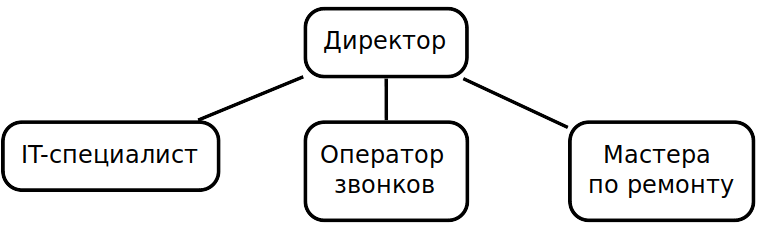 Директор
IT-специалист
Оператор
звонков
Мастера
по ремонту